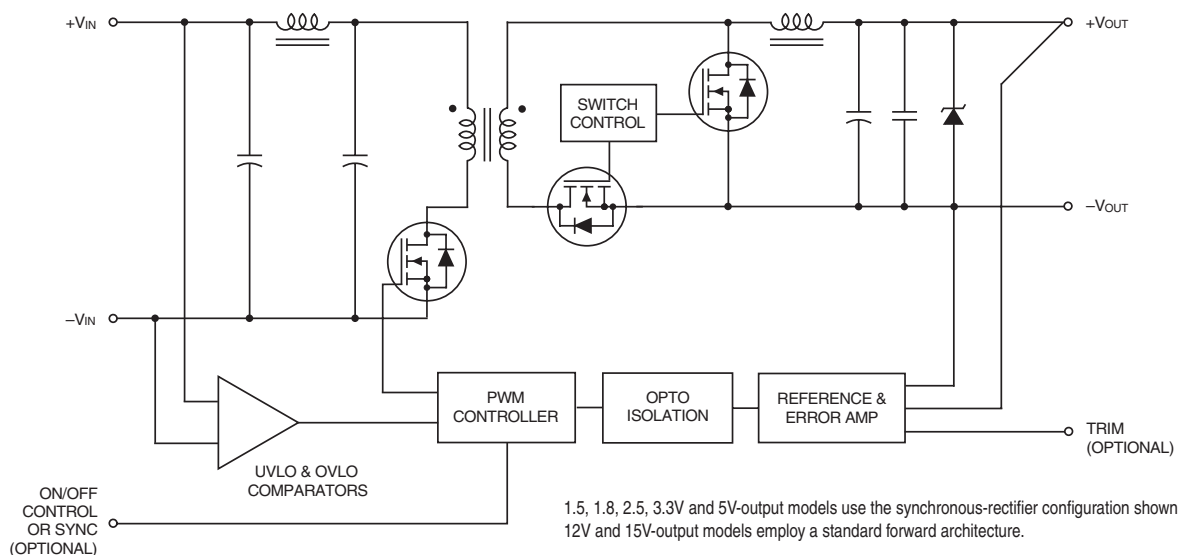 +VIN
+VOUT
SWITCH
CONTROL
–VOUT
–VIN
PWM
CONTROLLER
OPTO
ISOLATION
REFERENCE &
ERROR AMP
TRIM
(OPTIONAL)
UVLO & OVLO
COMPARATORS
ON/OFF
CONTROL
OR SYNC
(OPTIONAL)
1.5, 1.8, 2.5, 3.3V and 5V-output models use the synchronous-rectifier configuration shown
12V and 15V-output models employ a standard forward architecture.